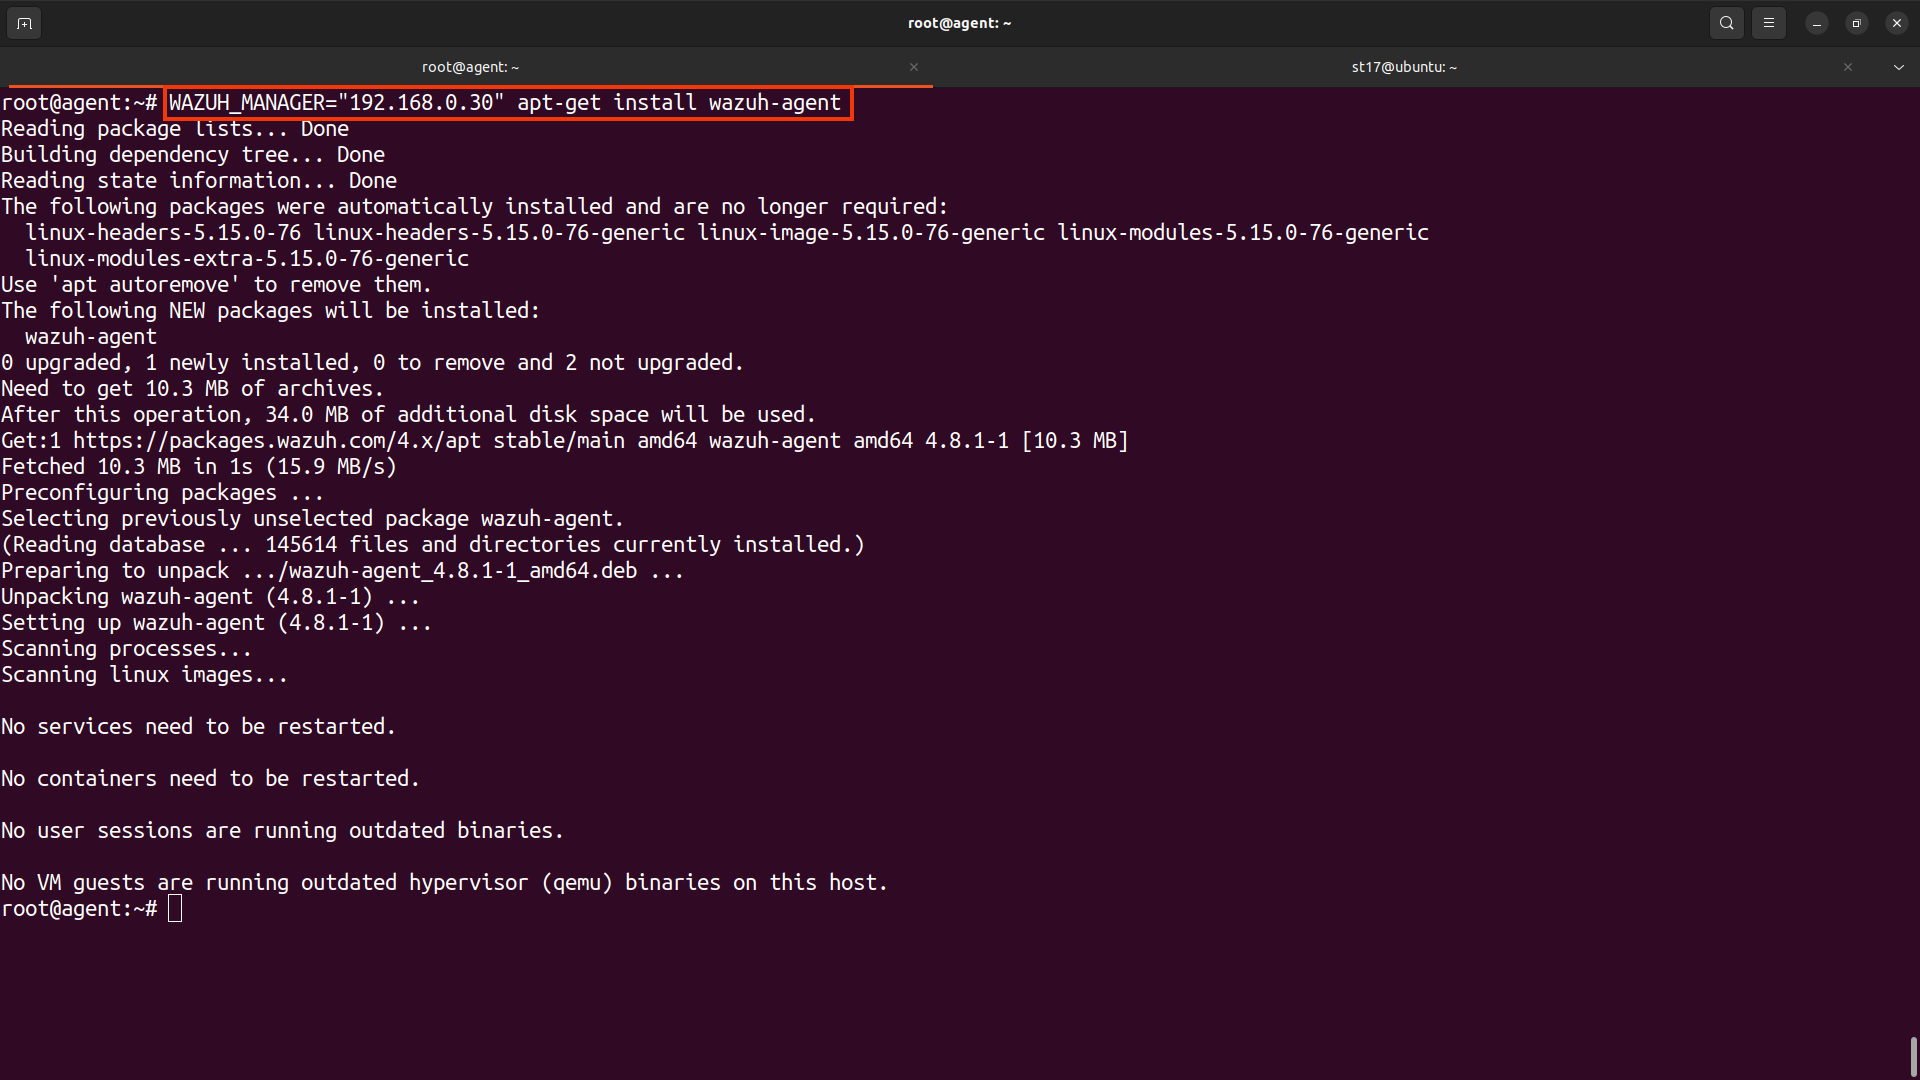 root@agent: ~
root@agent: ~
st17@ubuntu: ~
root@agent:~# WAZUH_MANAGER="192.168.0.30" apt-get install wazuh-agent
Reading package lists... Done
Building dependency tree... Done
Reading state information... Done
The following packages were automatically installed and are no longer required:
  linux-headers-5.15.0-76 linux-headers-5.15.0-76-generic linux-image-5.15.0-76-generic linux-modules-5.15.0-76-generic
  linux-modules-extra-5.15.0-76-generic
Use 'apt autoremove' to remove them.
The following NEW packages will be installed:
  wazuh-agent
0 upgraded, 1 newly installed, 0 to remove and 2 not upgraded.
Need to get 10.3 MB of archives.
After this operation, 34.0 MB of additional disk space will be used.
Get:1 https://packages.wazuh.com/4.x/apt stable/main amd64 wazuh-agent amd64 4.8.1-1 [10.3 MB]
Fetched 10.3 MB in 1s (15.9 MB/s)
Preconfiguring packages ...
Selecting previously unselected package wazuh-agent.
(Reading database ... 145614 files and directories currently installed.)
Preparing to unpack .../wazuh-agent_4.8.1-1_amd64.deb ...
Unpacking wazuh-agent (4.8.1-1) ...
Setting up wazuh-agent (4.8.1-1) ...
Scanning processes...
Scanning linux images...
No services need to be restarted.
No containers need to be restarted.
No user sessions are running outdated binaries.
No VM guests are running outdated hypervisor (qemu) binaries on this host.
root@agent:~#